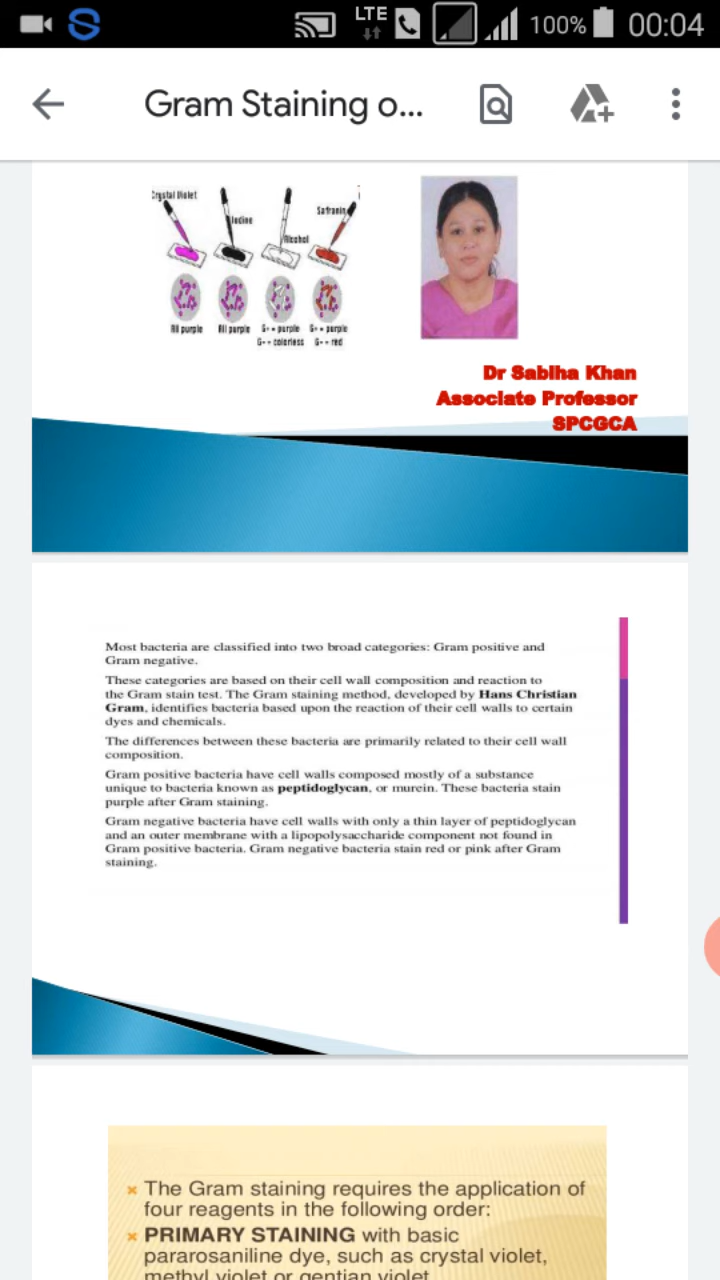 LTE
100%
00:04
Gram Staining o...
Crystal Violet
Iodine
Alcohol
Safranin
All purple
All purple
G+ = purple
G- = colorless
G+ = purple
G- = red
Dr Sabiha Khan
Associate Professor
SPCGCA
Most bacteria are classified into two broad categories: Gram positive and
Gram negative.
These categories are based on their cell wall composition and reaction to
the Gram stain test. The Gram staining method, developed by Hans Christian
Gram, identifies bacteria based upon the reaction of their cell walls to certain
dyes and chemicals.
The differences between these bacteria are primarily related to their cell wall
composition.
Gram positive bacteria have cell walls composed mostly of a substance
unique to bacteria known as peptidoglycan, or murein. These bacteria stain
purple after Gram staining.
Gram negative bacteria have cell walls with only a thin layer of peptidoglycan
and an outer membrane with a lipopolysaccharide component not found in
Gram positive bacteria. Gram negative bacteria stain red or pink after Gram
staining.
The Gram staining requires the application of
four reagents in the following order:
PRIMARY STAINING with basic
pararosaniline dye, such as crystal violet,
methyl violet or gentian violet